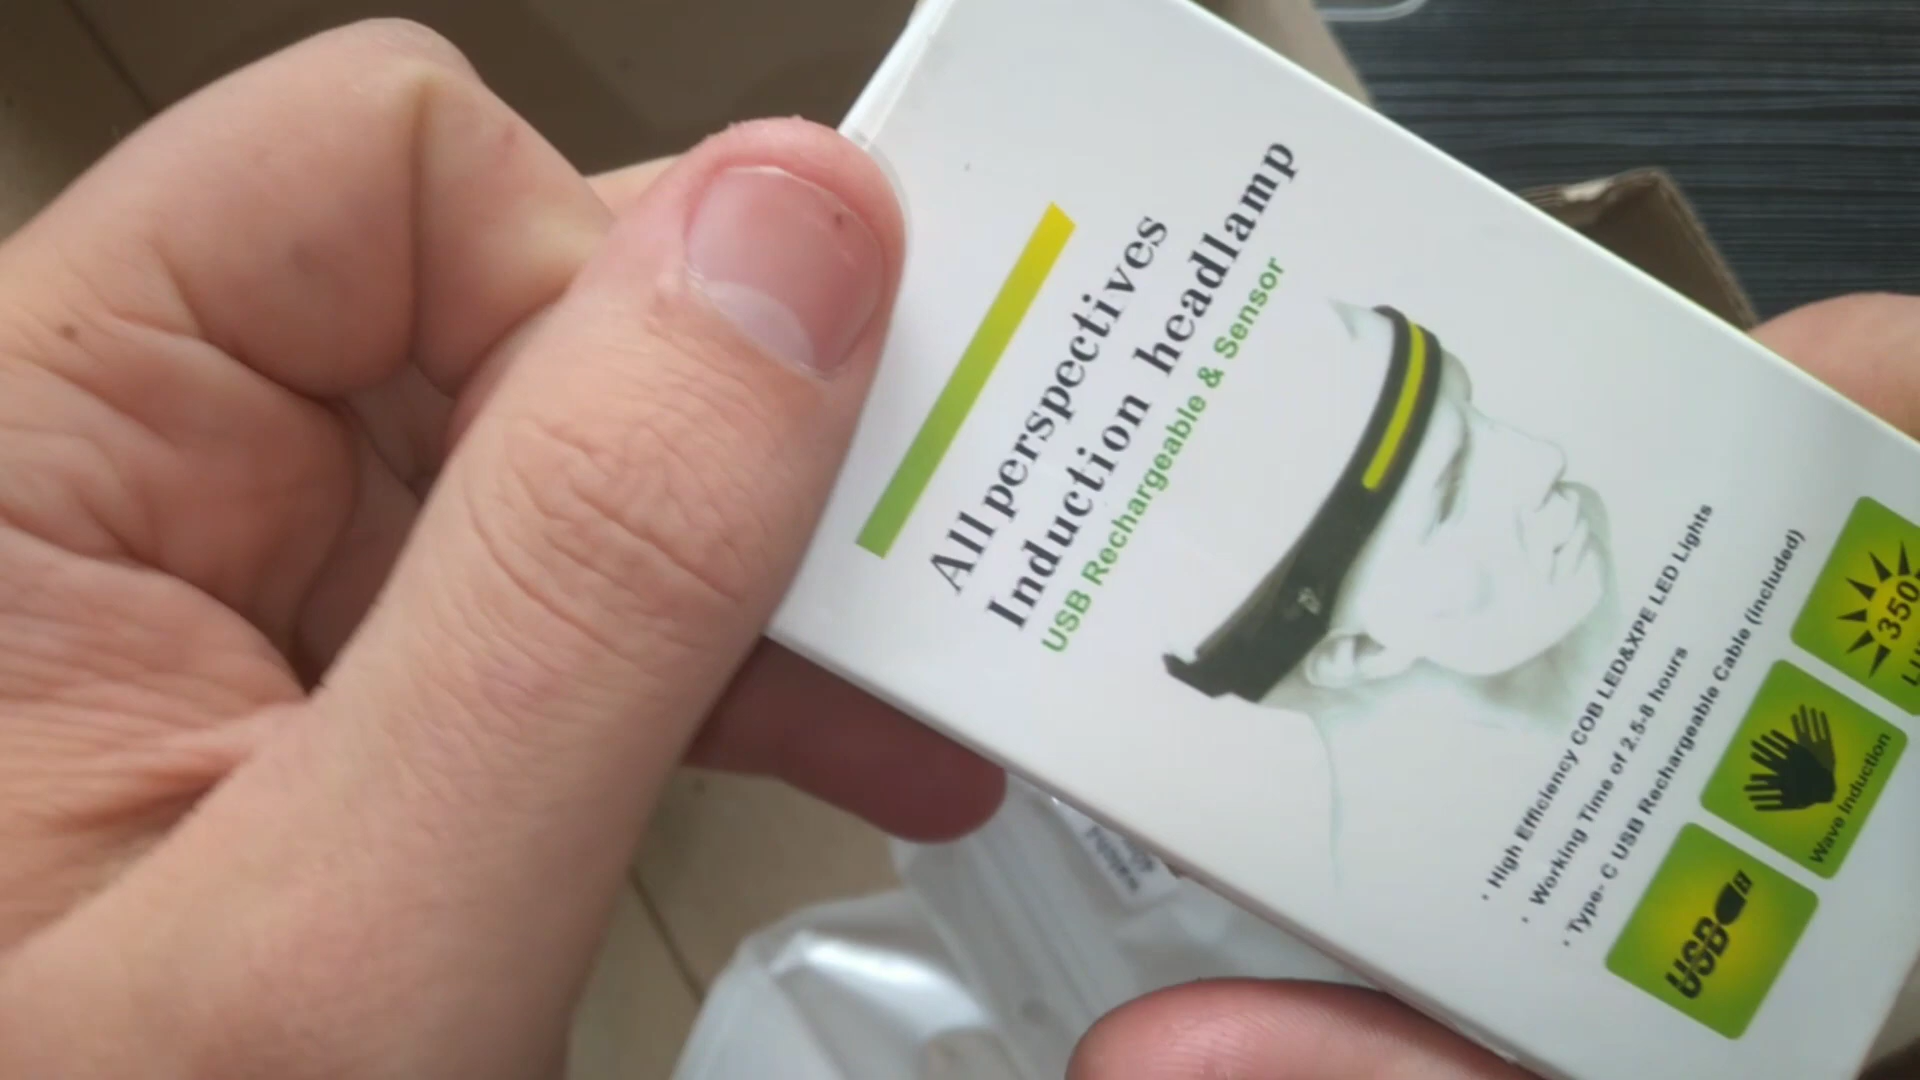 All perspectives
Induction headlamp
USB Rechargeable & Sensor
· High Efficiency COB LED&XPE LED Lights
· Working Time of 2.5-8 hours
· Type- C USB Rechargeable Cable (included)
350
Wave Induction
USB